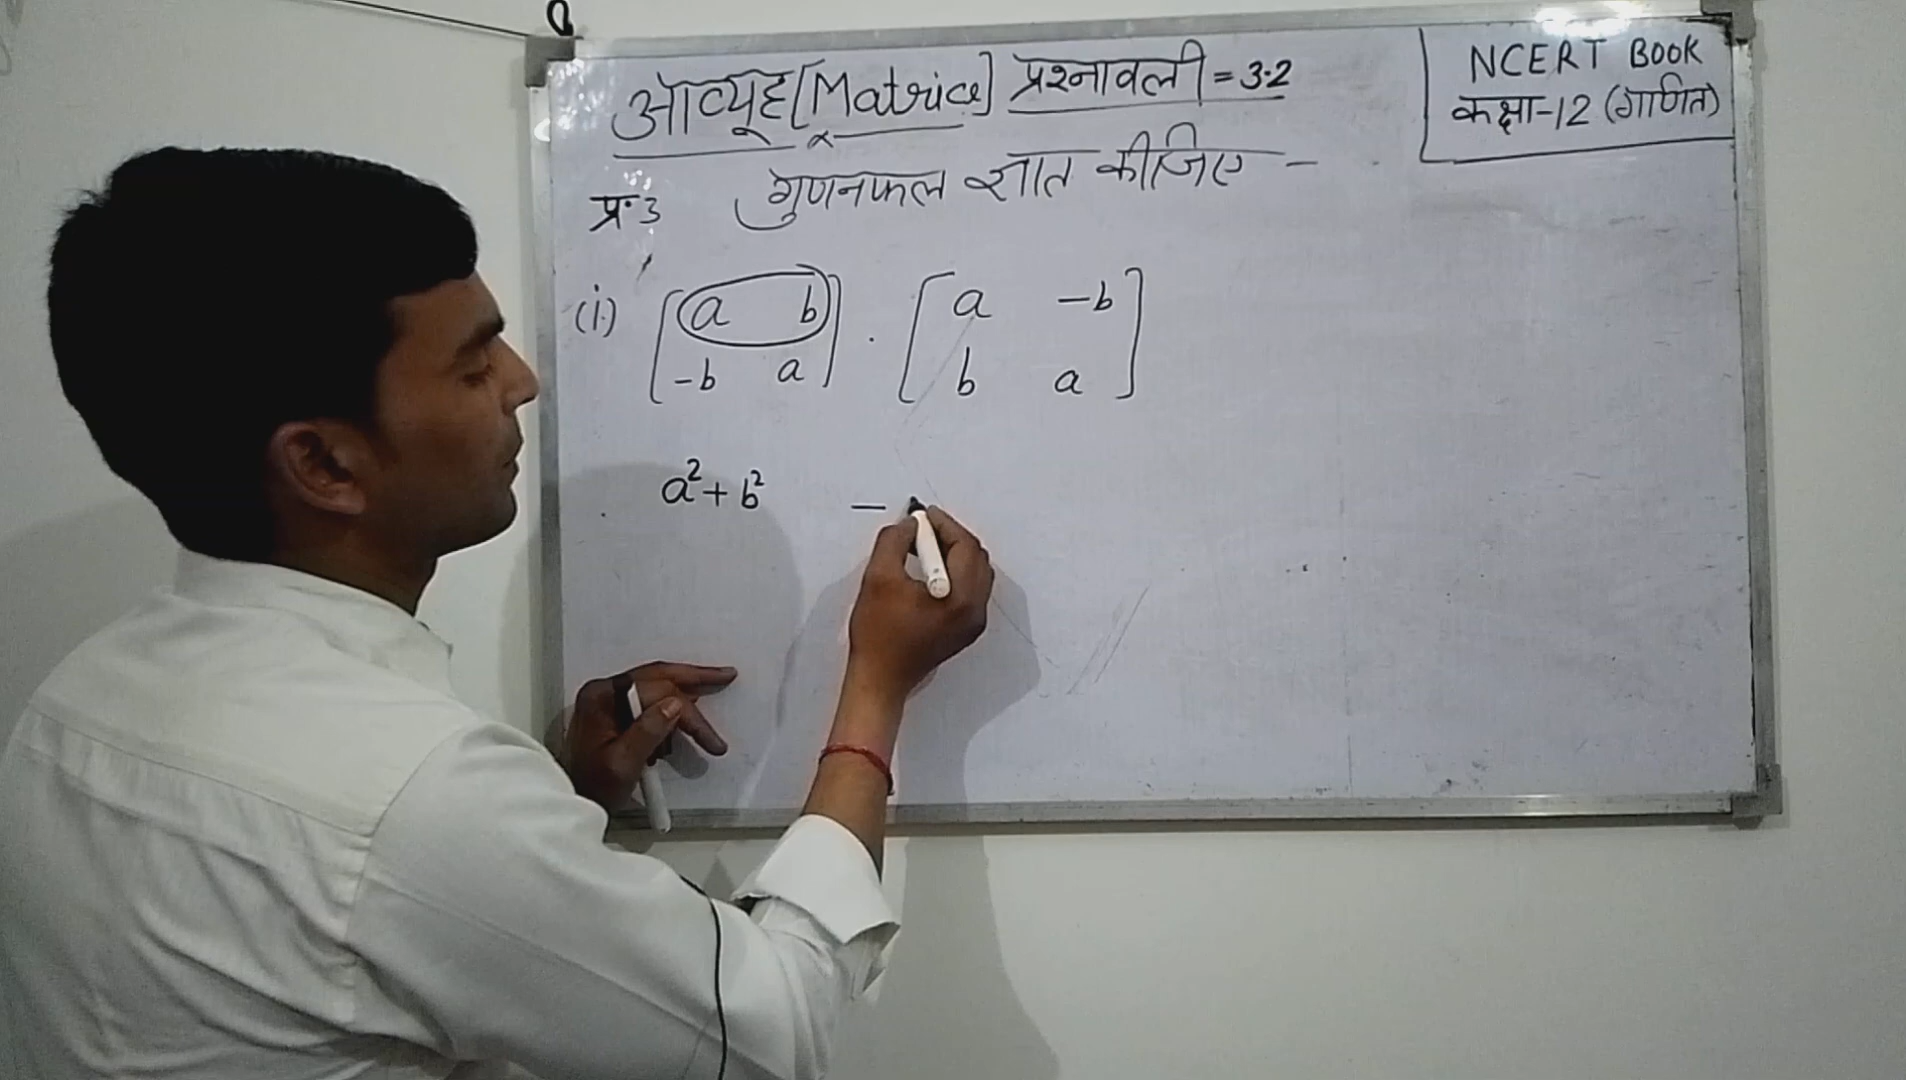 आव्यूह [Matrice] प्रश्नावली = 3.2
NCERT BOOK
कक्षा-12 (गणित)
प्र॰3 गुणनफल ज्ञात कीजिए -
(i) [a b] . [a -b]
[-b a] [b a]
a² + b² -